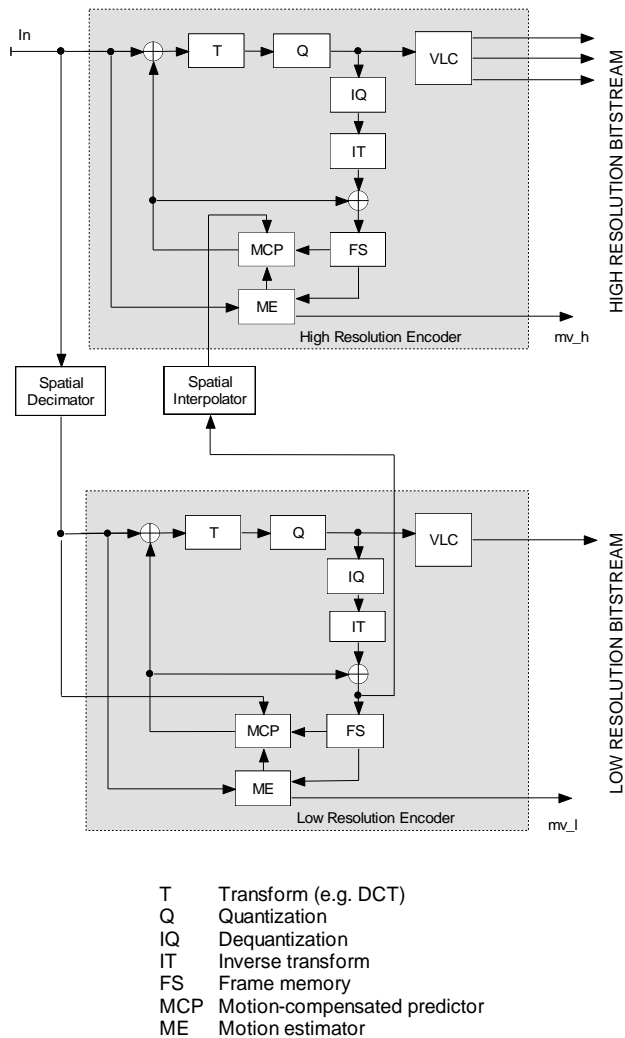 In
T
Q
VLC
IQ
IT
MCP
FS
ME
High Resolution Encoder
mv_h
HIGH RESOLUTION BITSTREAM
Spatial
Decimator
Spatial
Interpolator
T
Q
VLC
IQ
IT
MCP
FS
ME
Low Resolution Encoder
mv_l
LOW RESOLUTION BITSTREAM
T Transform (e.g. DCT)
Q Quantization
IQ Dequantization
IT Inverse transform
FS Frame memory
MCP Motion-compensated predictor
ME Motion estimator